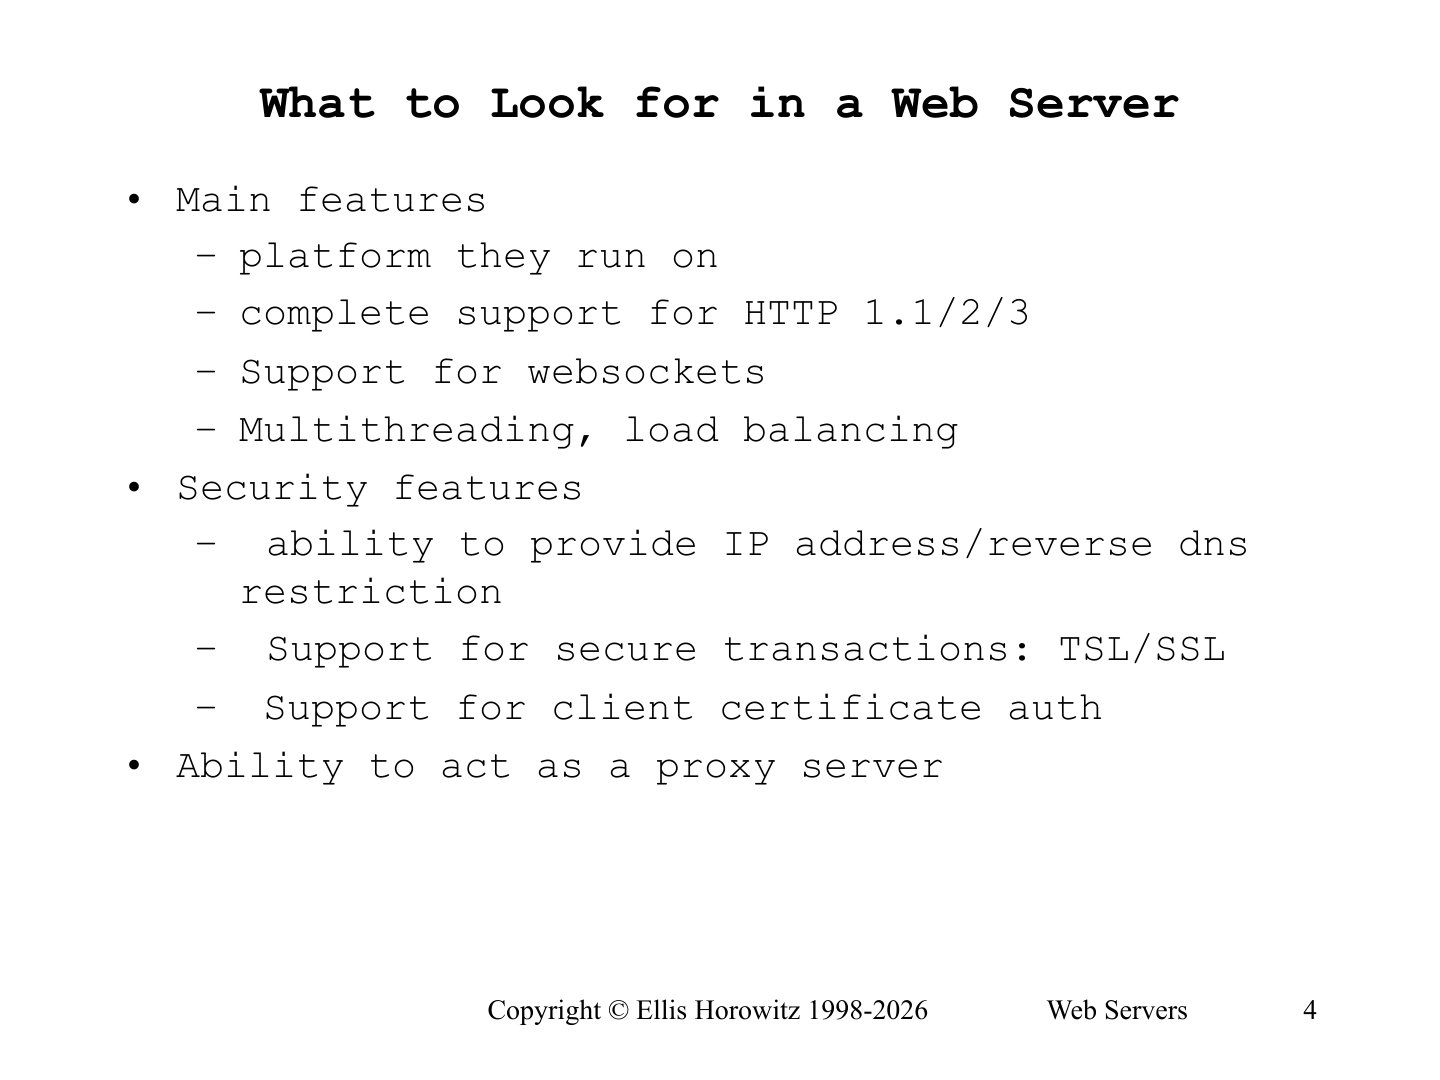 What to Look for in a Web Server
• Main features
– platform they run on
– complete support for HTTP 1.1/2/3
– Support for websockets
– Multithreading, load balancing
• Security features
– ability to provide IP address/reverse dns
restriction
– Support for secure transactions: TSL/SSL
– Support for client certificate auth
• Ability to act as a proxy server
Copyright © Ellis Horowitz 1998-2026 Web Servers 4